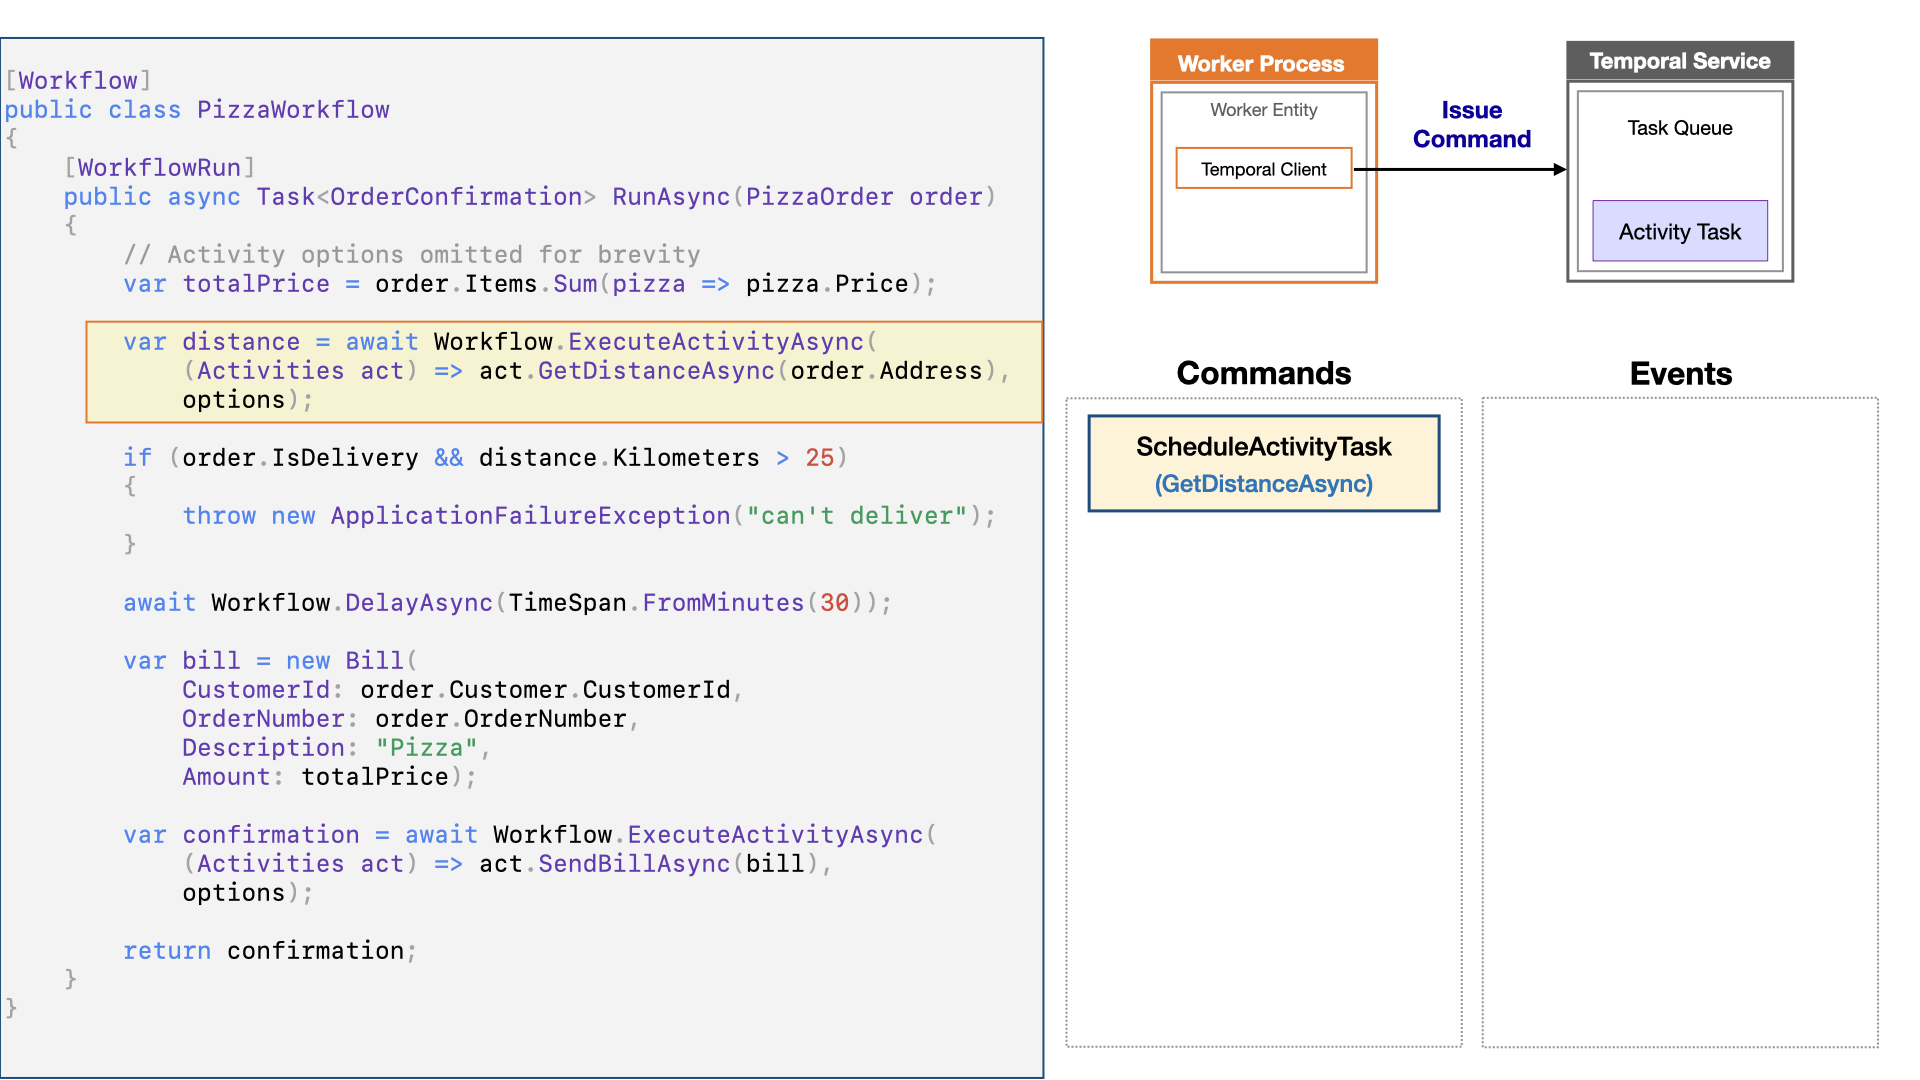 [Workflow]
public class PizzaWorkflow
{
    [WorkflowRun]
    public async Task<OrderConfirmation> RunAsync(PizzaOrder order)
    {
        // Activity options omitted for brevity
        var totalPrice = order.Items.Sum(pizza => pizza.Price);

        var distance = await Workflow.ExecuteActivityAsync(
            (Activities act) => act.GetDistanceAsync(order.Address),
            options);

        if (order.IsDelivery && distance.Kilometers > 25)
        {
            throw new ApplicationFailureException("can't deliver");
        }

        await Workflow.DelayAsync(TimeSpan.FromMinutes(30));

        var bill = new Bill(
            CustomerId: order.Customer.CustomerId,
            OrderNumber: order.OrderNumber,
            Description: "Pizza",
            Amount: totalPrice);

        var confirmation = await Workflow.ExecuteActivityAsync(
            (Activities act) => act.SendBillAsync(bill),
            options);

        return confirmation;
    }
}
Worker Process
Worker Entity
Temporal Client
Issue
Command
Temporal Service
Task Queue
Activity Task
Commands
ScheduleActivityTask
(GetDistanceAsync)
Events